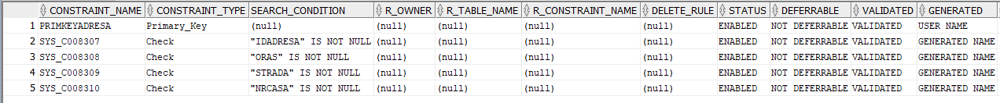 CONSTRAINT_NAME CONSTRAINT_TYPE SEARCH_CONDITION R_OWNER R_TABLE_NAME R_CONSTRAINT_NAME DELETE_RULE STATUS DEFERRABLE VALIDATED GENERATED
1 PRIMKEYADRESA Primary_Key (null) (null) (null) (null) (null) ENABLED NOT DEFERRABLE VALIDATED USER NAME
2 SYS_C008307 Check "IDADRESA" IS NOT NULL (null) (null) (null) (null) ENABLED NOT DEFERRABLE VALIDATED GENERATED NAME
3 SYS_C008308 Check "ORAS" IS NOT NULL (null) (null) (null) (null) ENABLED NOT DEFERRABLE VALIDATED GENERATED NAME
4 SYS_C008309 Check "STRADA" IS NOT NULL (null) (null) (null) (null) ENABLED NOT DEFERRABLE VALIDATED GENERATED NAME
5 SYS_C008310 Check "NRCASA" IS NOT NULL (null) (null) (null) (null) ENABLED NOT DEFERRABLE VALIDATED GENERATED NAME